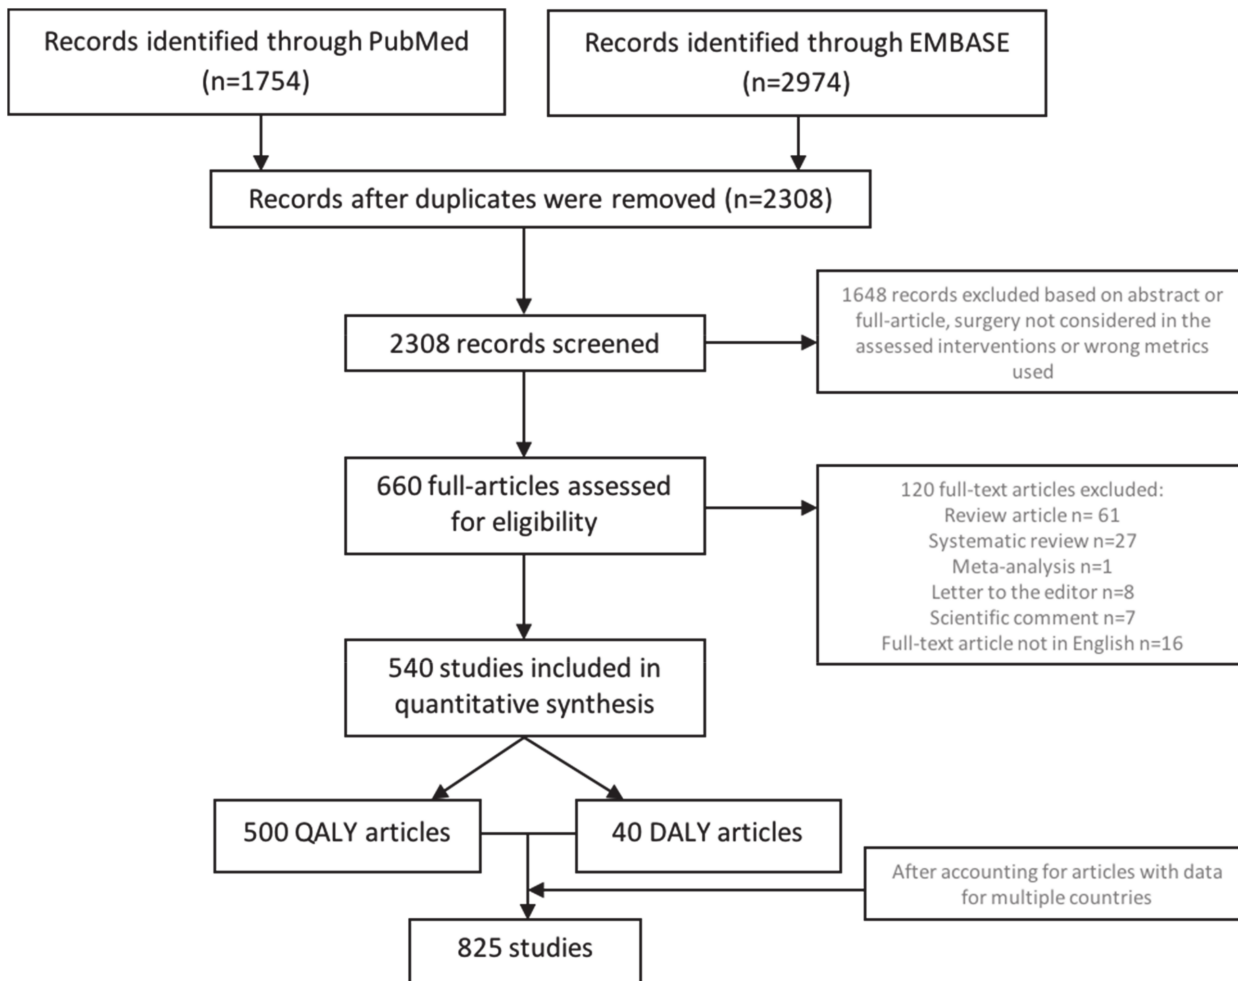 Records identified through PubMed
(n=1754)
Records identified through EMBASE
(n=2974)
Records after duplicates were removed (n=2308)
2308 records screened
1648 records excluded based on abstract or
full-article, surgery not considered in the
assessed interventions or wrong metrics
used
660 full-articles assessed
for eligibility
120 full-text articles excluded:
Review article n= 61
Systematic review n=27
Meta-analysis n=1
Letter to the editor n=8
Scientific comment n=7
Full-text article not in English n=16
540 studies included in
quantitative synthesis
500 QALY articles
40 DALY articles
After accounting for articles with data
for multiple countries
825 studies